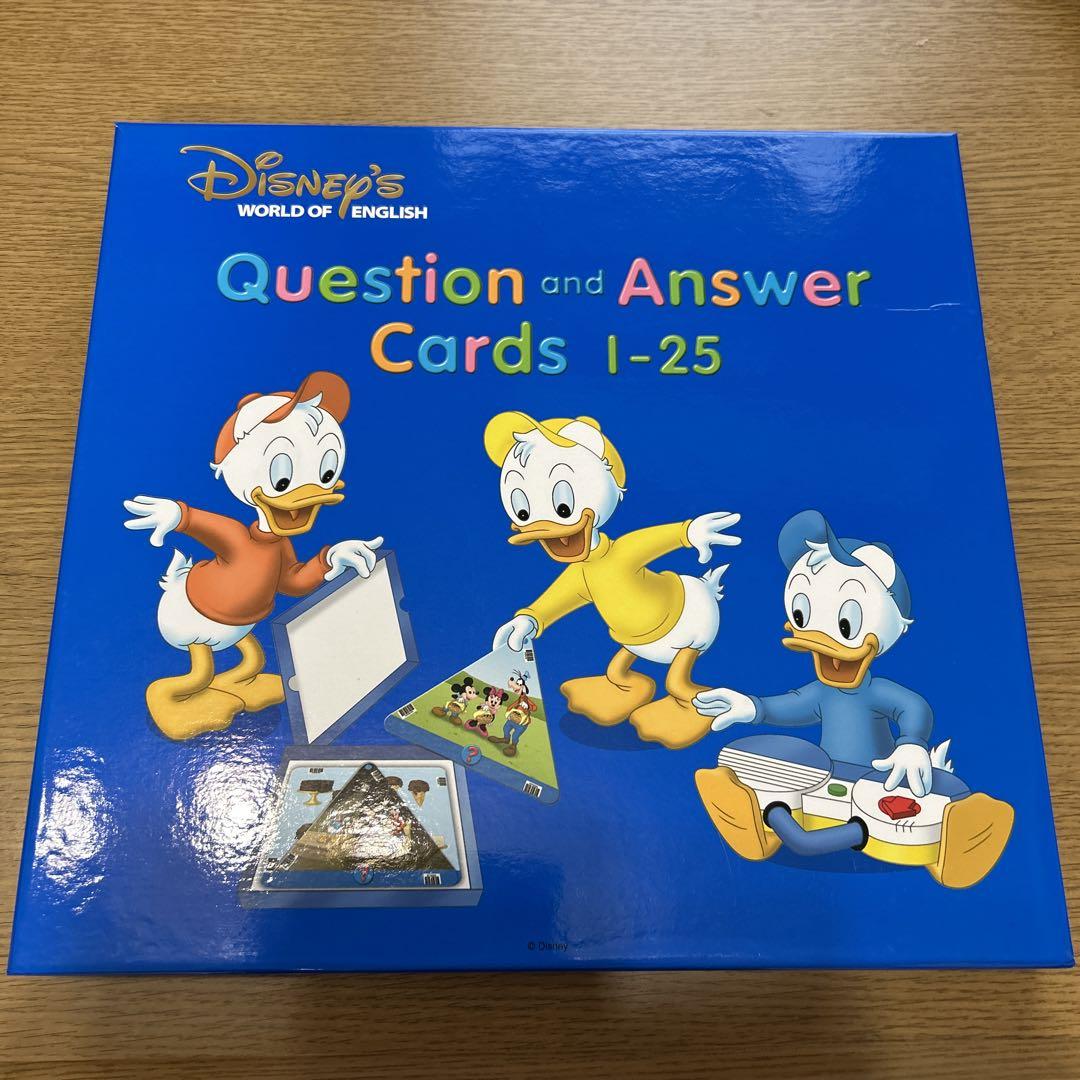 Disney's
WORLD OF ENGLISH
Question and Answer
Cards 1-25
?
?
© Disney